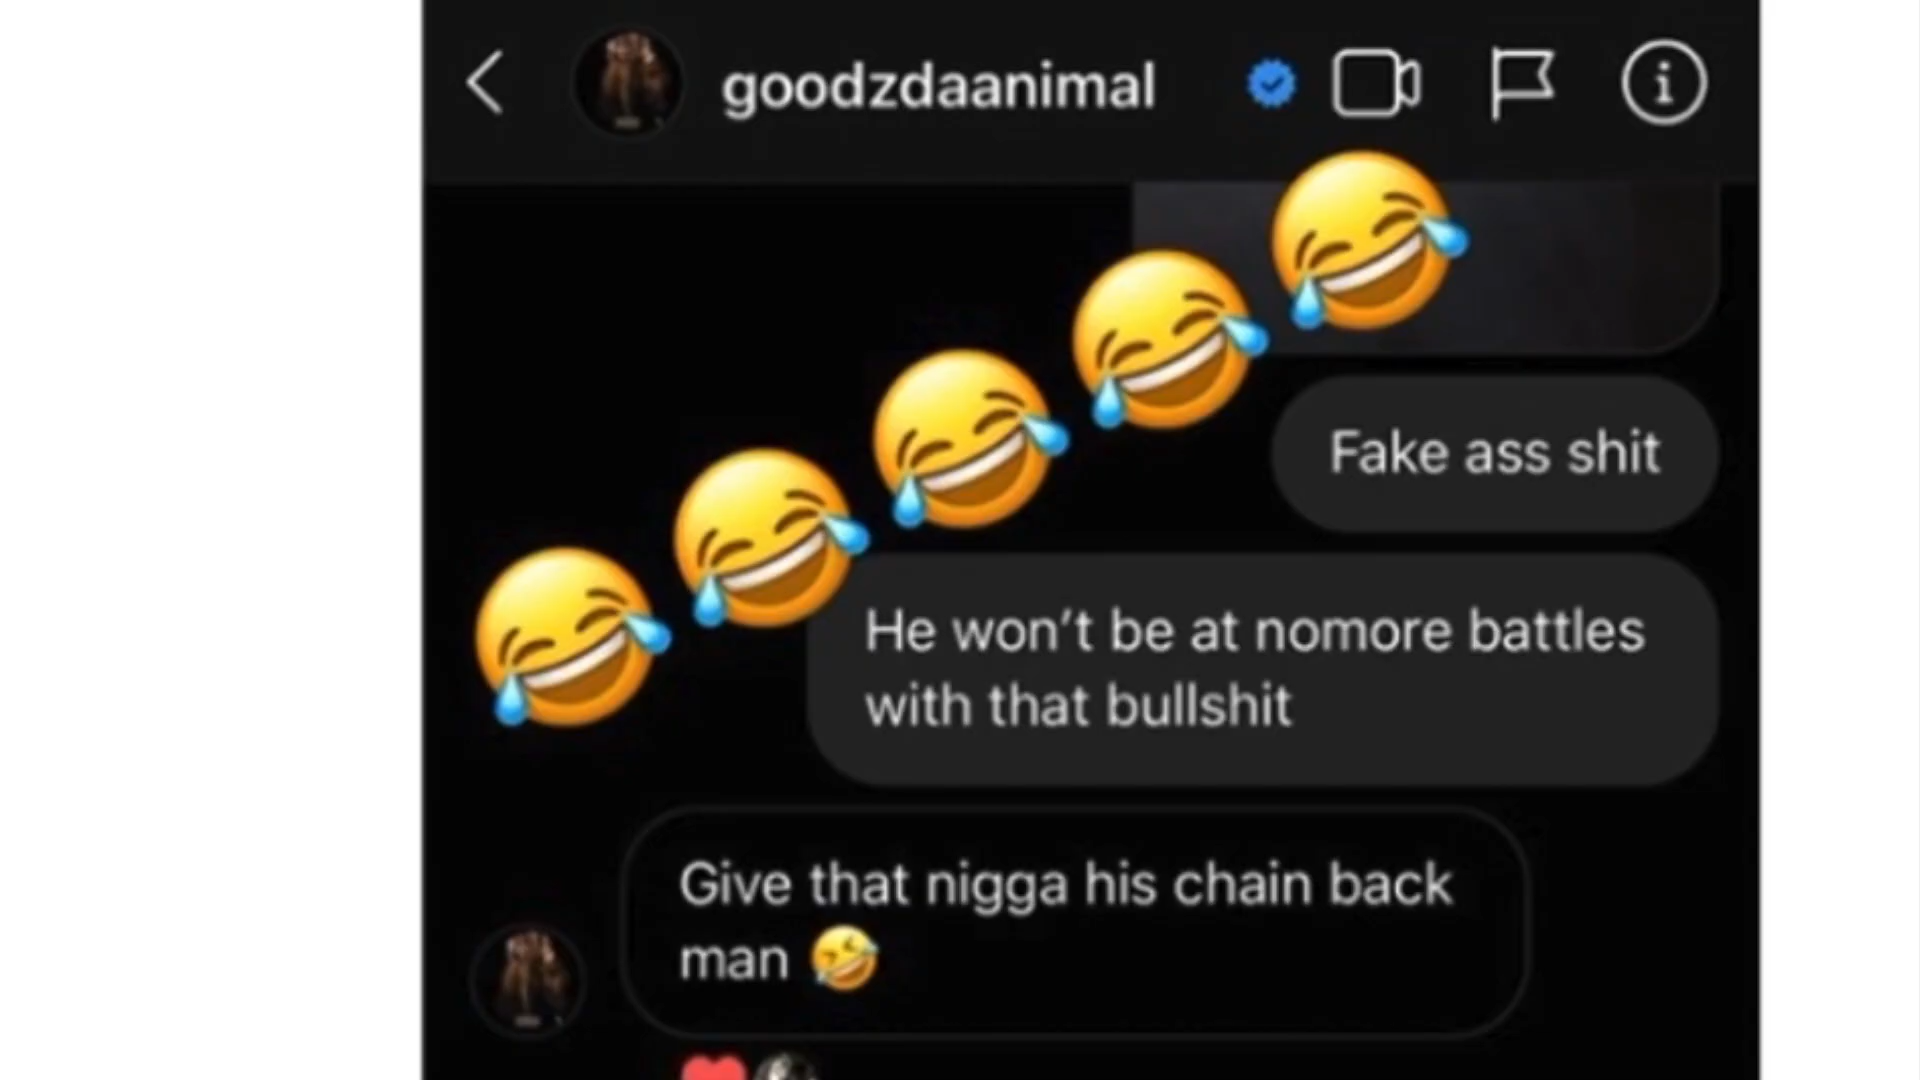 goodzdaanimal
Fake ass shit
He won’t be at nomore battles
with that bullshit
Give that nigga his chain back
man 🤣